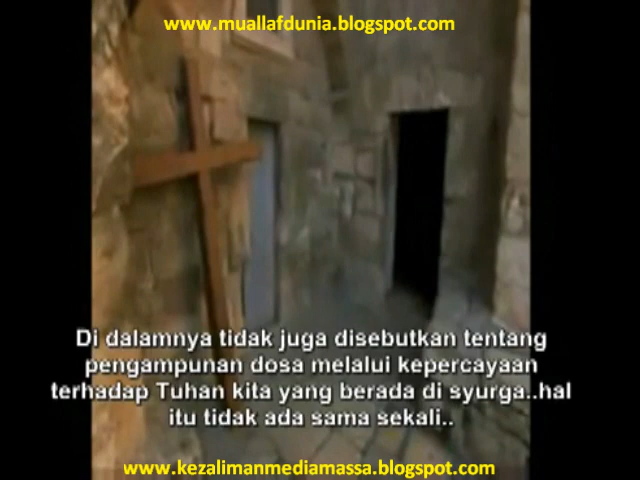 www.muallafdunia.blogspot.com
Di dalamnya tidak juga disebutkan tentang
pengampunan dosa melalui kepercayaan
terhadap Tuhan kita yang berada di syurga..hal
itu tidak ada sama sekali..
www.kezalimanmediamassa.blogspot.com